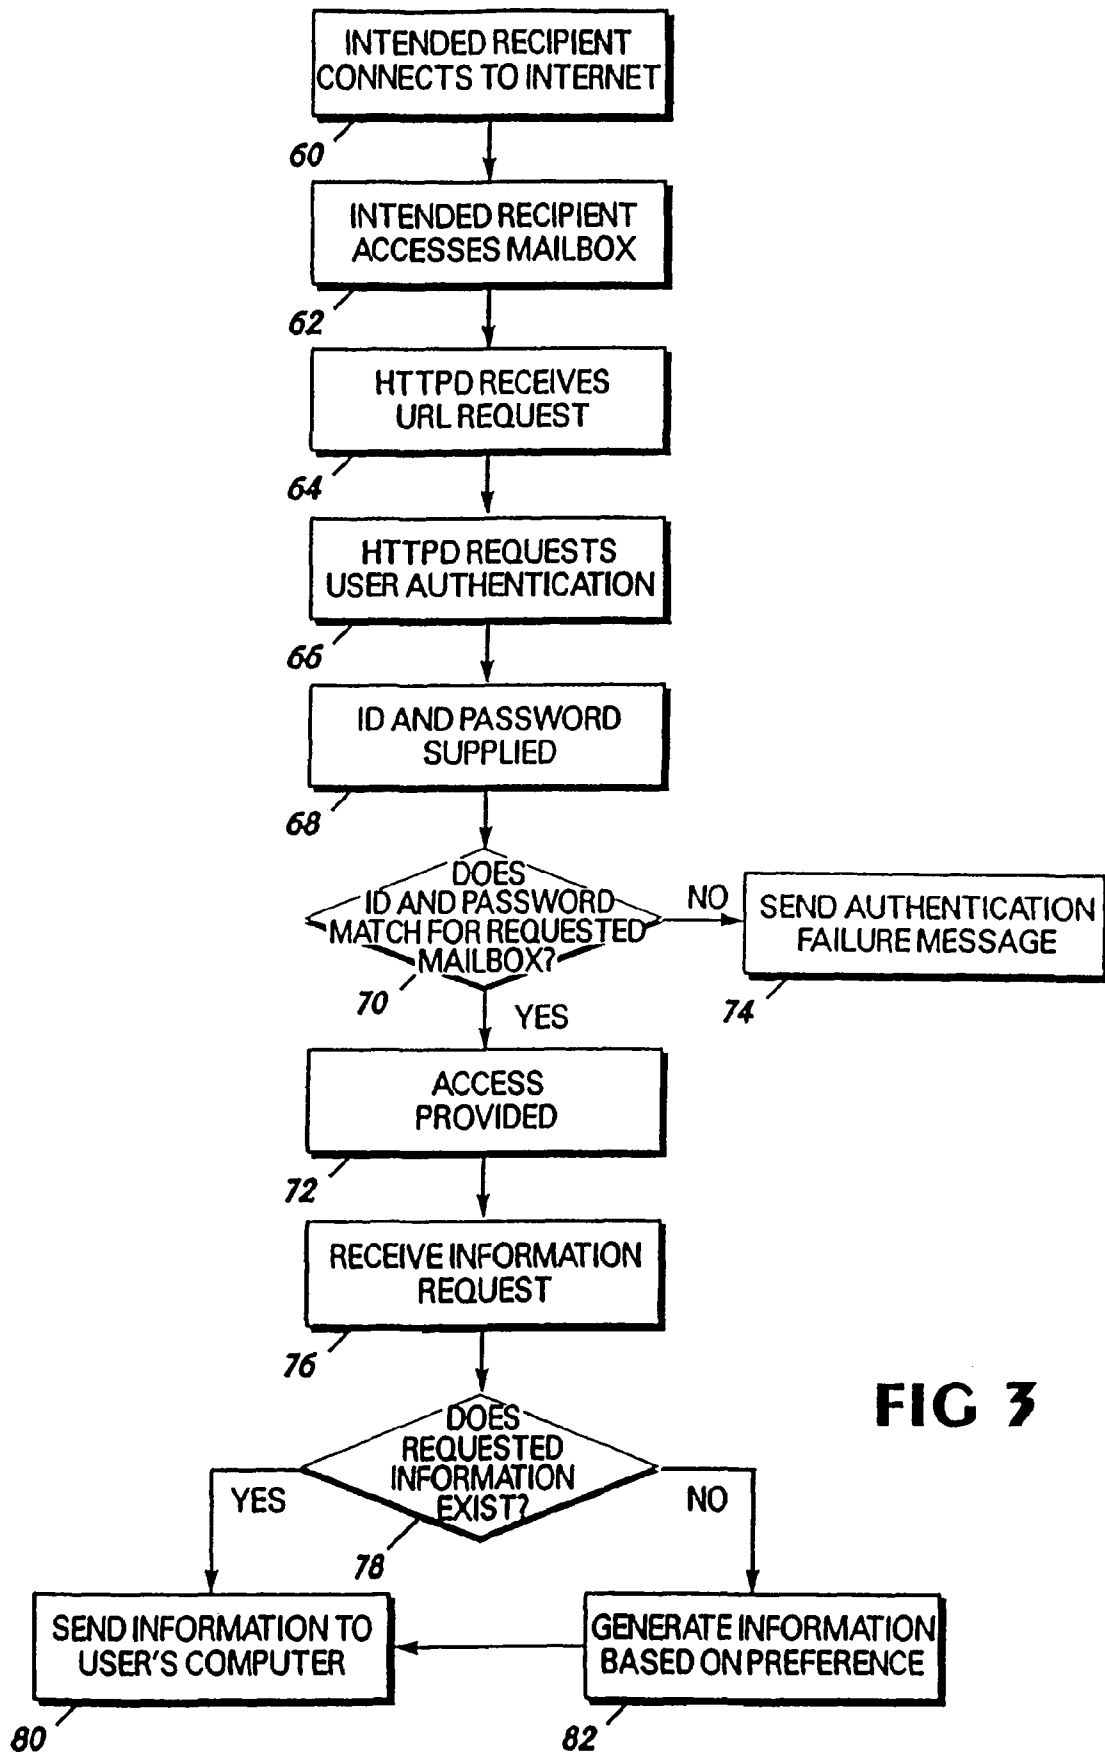 INTENDED RECIPIENT
CONNECTS TO INTERNET
60
INTENDED RECIPIENT
ACCESSES MAILBOX
62
HTTPD RECEIVES
URL REQUEST
64
HTTPD REQUESTS
USER AUTHENTICATION
66
ID AND PASSWORD
SUPPLIED
68
DOES
ID AND PASSWORD
MATCH FOR REQUESTED
MAILBOX?
70
NO
SEND AUTHENTICATION
FAILURE MESSAGE
74
YES
ACCESS
PROVIDED
72
RECEIVE INFORMATION
REQUEST
76
FIG 3
DOES
REQUESTED
INFORMATION
EXIST?
78
YES
NO
SEND INFORMATION TO
USER'S COMPUTER
80
GENERATE INFORMATION
BASED ON PREFERENCE
82